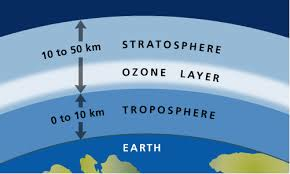 10 to 50 km STRATOSPHERE
OZONE LAYER
0 to 10 km TROPOSPHERE
EARTH